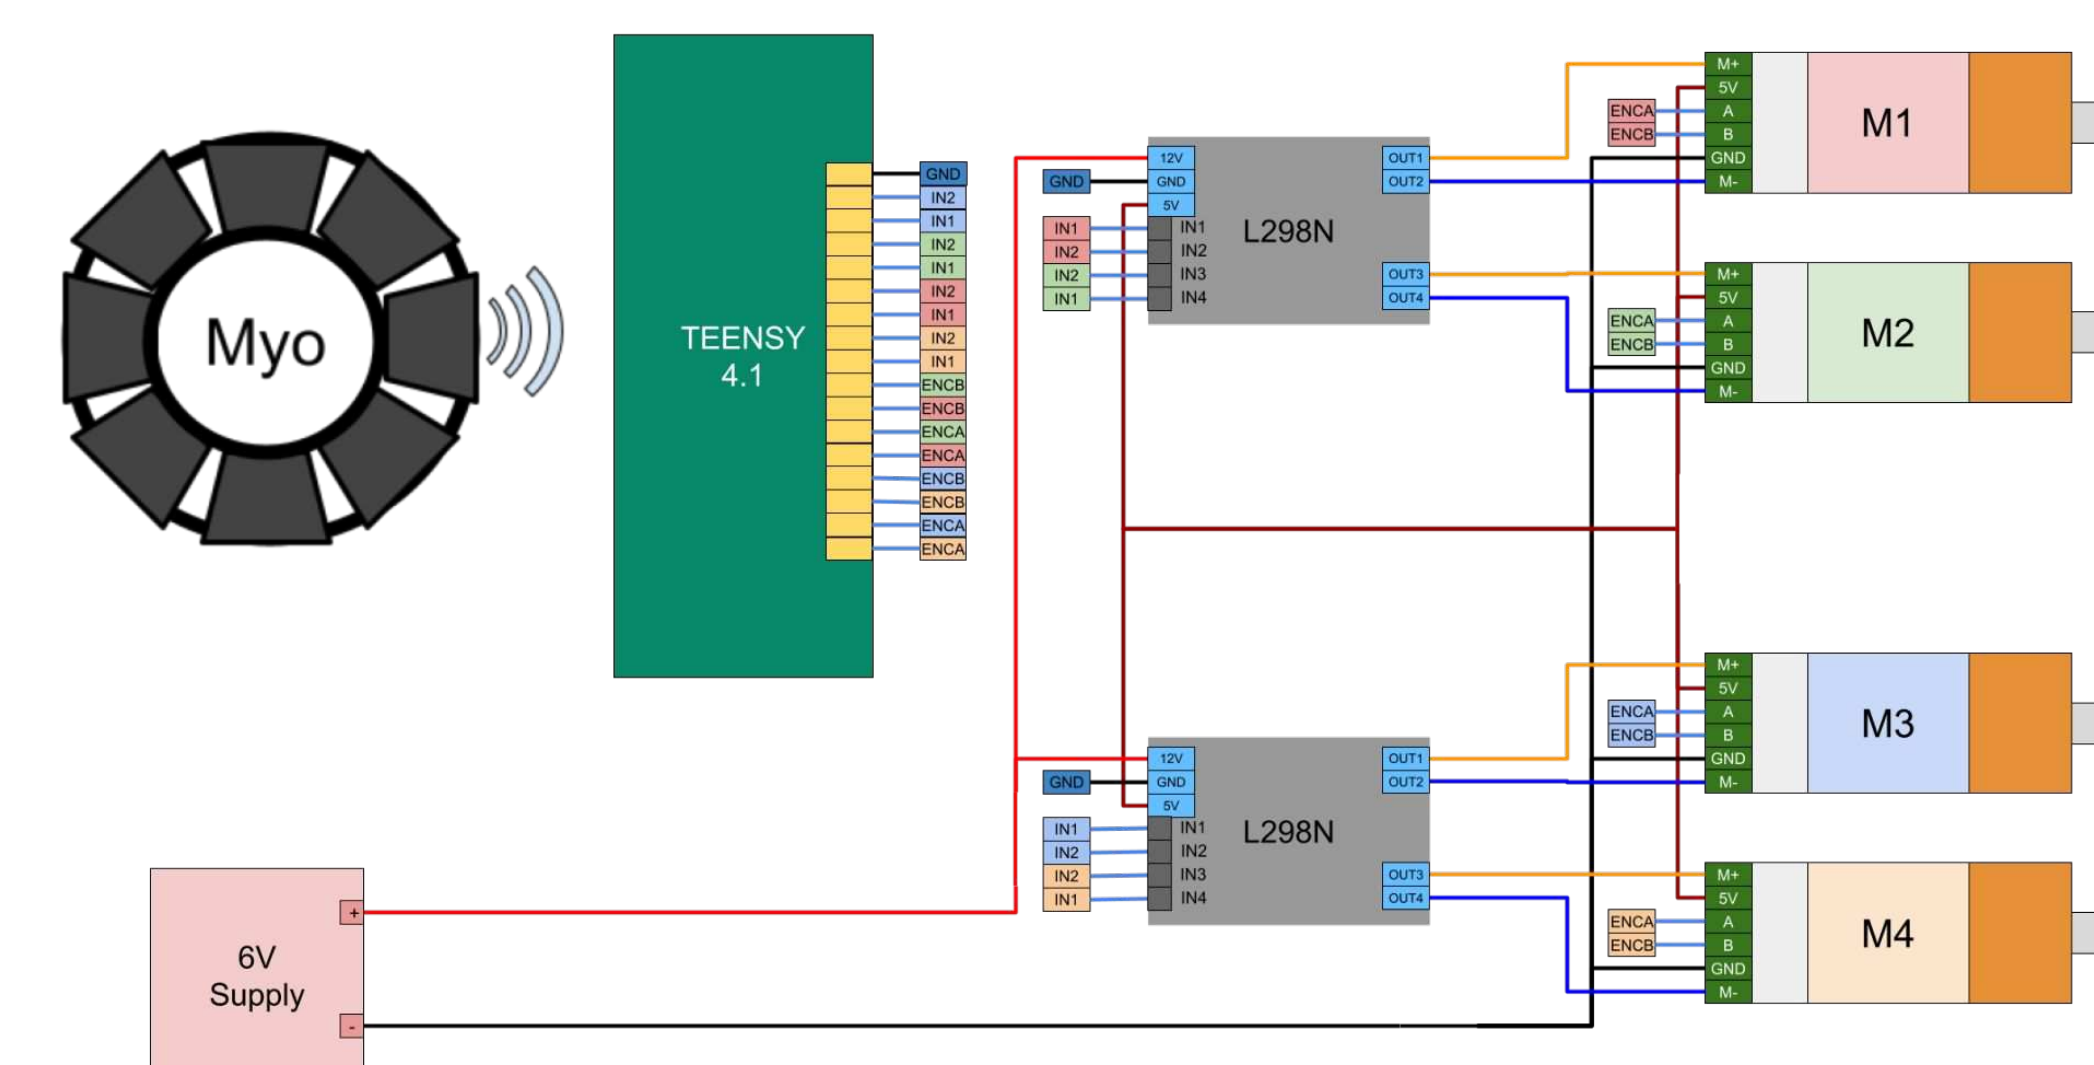 Myo
TEENSY
4.1
GND
IN2
IN1
IN2
IN1
IN2
IN1
IN2
IN1
ENCB
ENCB
ENCA
ENCA
ENCB
ENCB
ENCA
ENCA
6V
Supply
+
-
GND
IN1
IN2
IN2
IN1
12V
GND
5V
IN1
IN2
IN3
IN4
L298N
OUT1
OUT2
OUT3
OUT4
GND
IN1
IN2
IN2
IN1
12V
GND
5V
IN1
IN2
IN3
IN4
L298N
OUT1
OUT2
OUT3
OUT4
ENCA
ENCB
M+
5V
A
B
GND
M-
M1
ENCA
ENCB
M+
5V
A
B
GND
M-
M2
ENCA
ENCB
M+
5V
A
B
GND
M-
M3
ENCA
ENCB
M+
5V
A
B
GND
M-
M4